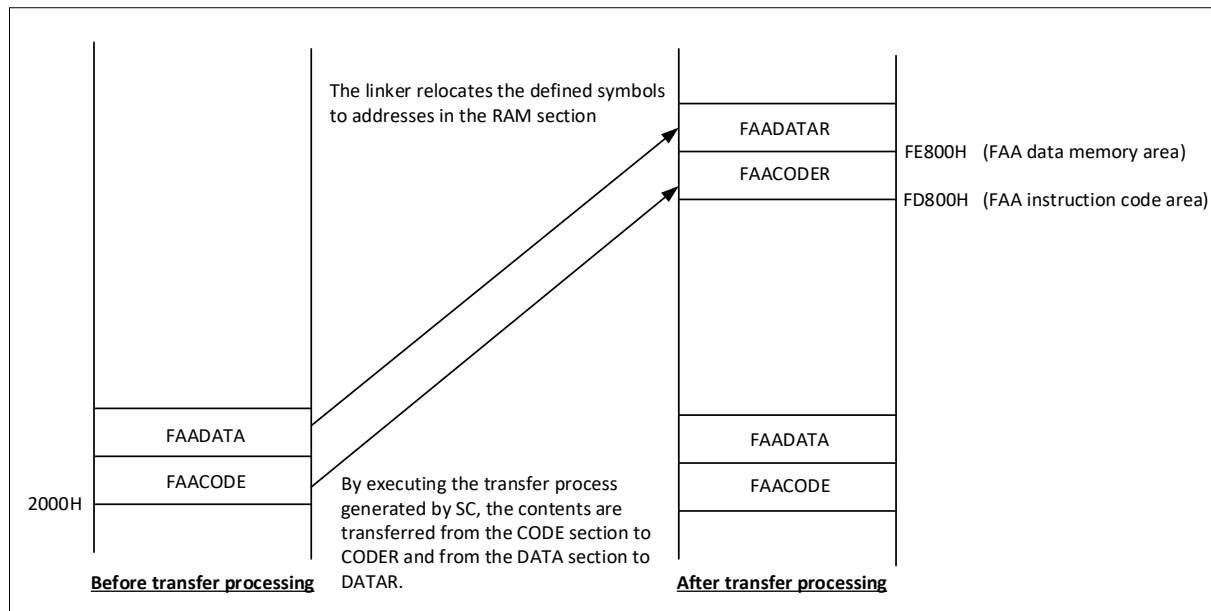 The linker relocates the defined symbols
to addresses in the RAM section
FAADATAR
FE800H (FAA data memory area)
FAACODER
FD800H (FAA instruction code area)
FAADATA
FAACODE
2000H
By executing the transfer process
generated by SC, the contents are
transferred from the CODE section to
CODER and from the DATA section to
DATAR.
FAADATA
FAACODE
Before transfer processing
After transfer processing